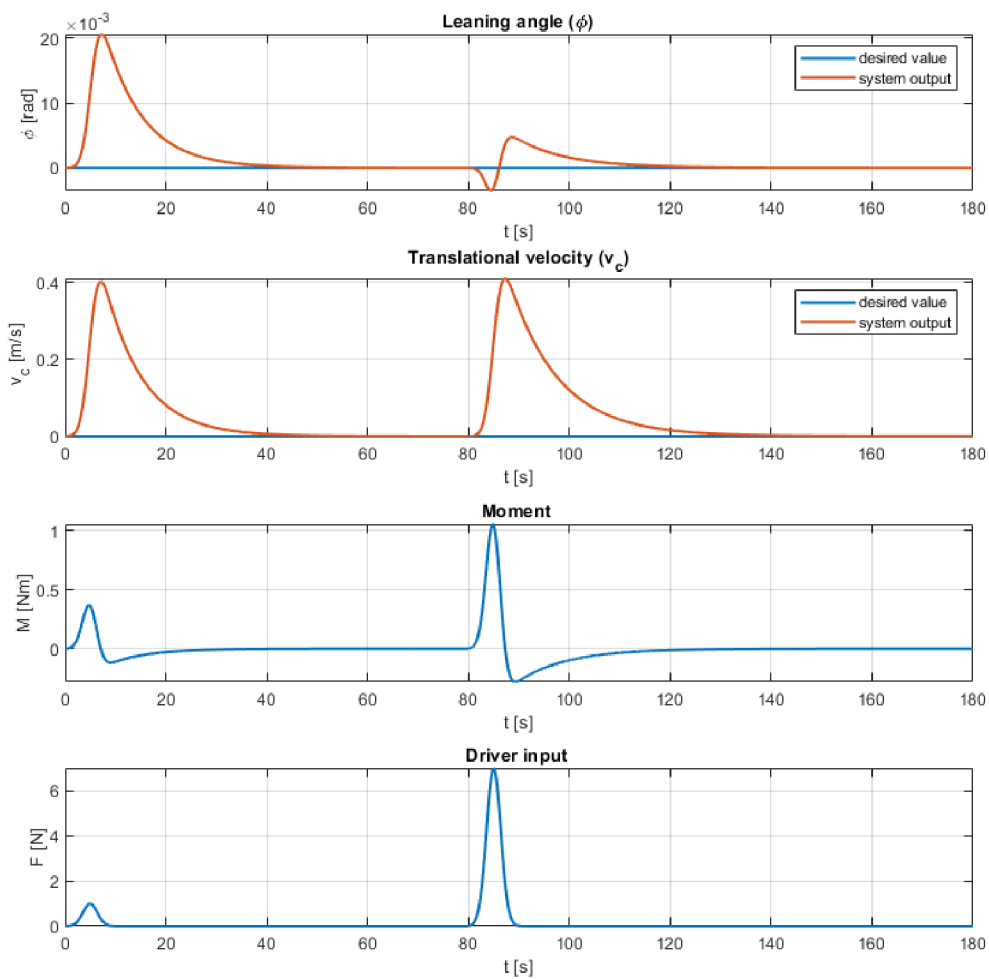 ×10⁻³
Leaning angle (ϕ́)
20
10
0
ϕ́ [rad]
desired value
system output
0 20 40 60 80 100 120 140 160 180
t [s]
Translational velocity (v_c)
0.4
0.2
0
v_c [m/s]
desired value
system output
0 20 40 60 80 100 120 140 160 180
t [s]
Moment
1
0.5
0
M [Nm]
0 20 40 60 80 100 120 140 160 180
t [s]
Driver input
6
4
2
0
F [N]
0 20 40 60 80 100 120 140 160 180
t [s]